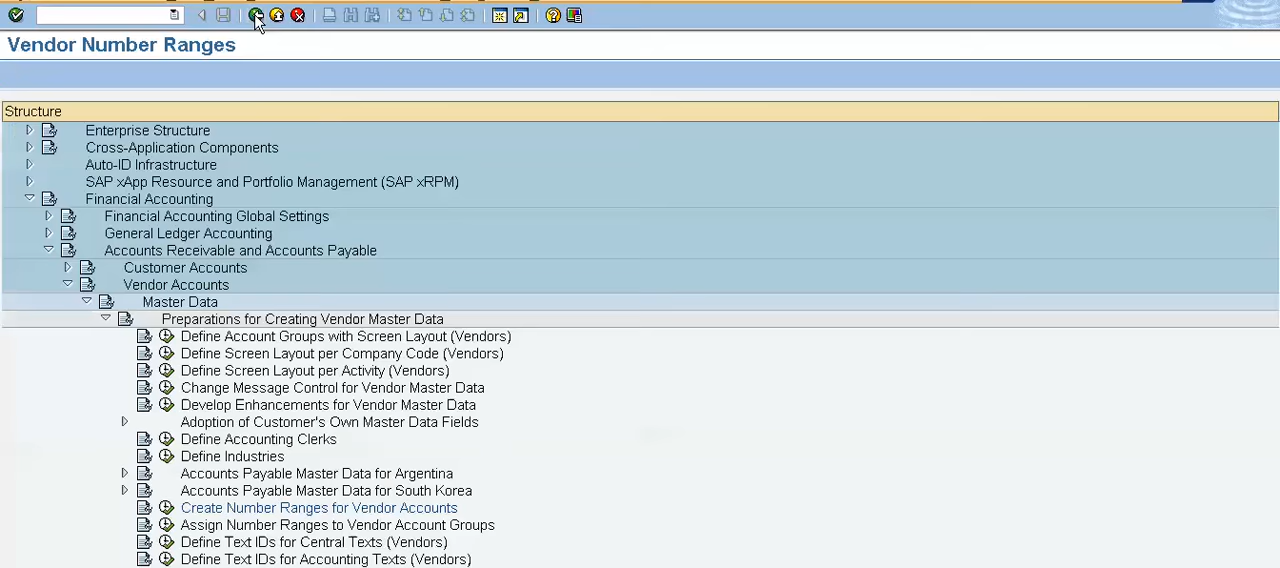 Vendor Number Ranges
Structure
Enterprise Structure
Cross-Application Components
Auto-ID Infrastructure
SAP xApp Resource and Portfolio Management (SAP xRPM)
Financial Accounting
Financial Accounting Global Settings
General Ledger Accounting
Accounts Receivable and Accounts Payable
Customer Accounts
Vendor Accounts
Master Data
Preparations for Creating Vendor Master Data
Define Account Groups with Screen Layout (Vendors)
Define Screen Layout per Company Code (Vendors)
Define Screen Layout per Activity (Vendors)
Change Message Control for Vendor Master Data
Develop Enhancements for Vendor Master Data
Adoption of Customer's Own Master Data Fields
Define Accounting Clerks
Define Industries
Accounts Payable Master Data for Argentina
Accounts Payable Master Data for South Korea
Create Number Ranges for Vendor Accounts
Assign Number Ranges to Vendor Account Groups
Define Text IDs for Central Texts (Vendors)
Define Text IDs for Accounting Texts (Vendors)